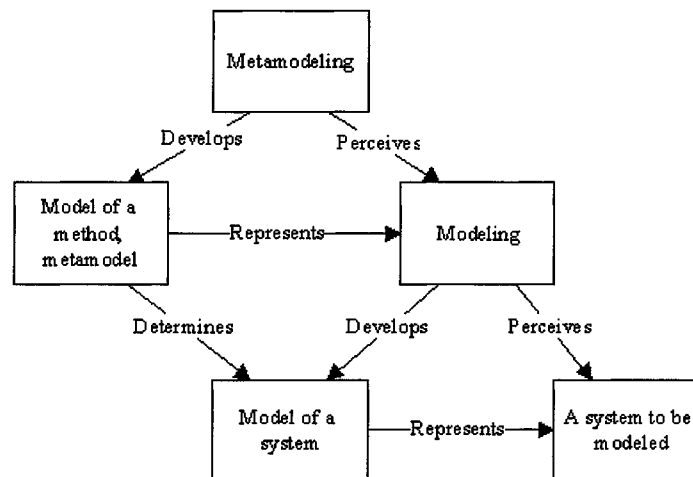 Metamodeling
Develops
Perceives
Model of a
method,
metamodel
Represents
Modeling
Determines
Develops
Perceives
Model of a
system
Represents
A system to be
modeled